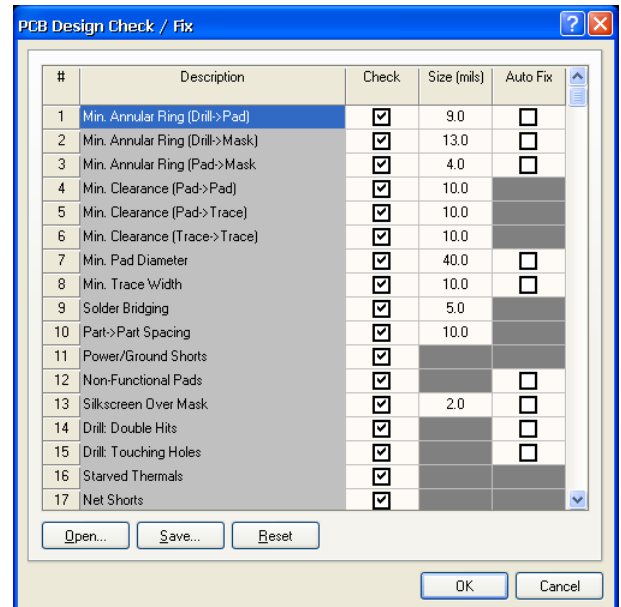 PCB Design Check / Fix
# Description Check Size (mils) Auto Fix
1 Min. Annular Ring (Drill->Pad) 9.0
2 Min. Annular Ring (Drill->Mask) 13.0
3 Min. Annular Ring (Pad->Mask 4.0
4 Min. Clearance (Pad->Pad) 10.0
5 Min. Clearance (Pad->Trace) 10.0
6 Min. Clearance (Trace->Trace) 10.0
7 Min. Pad Diameter 40.0
8 Min. Trace Width 10.0
9 Solder Bridging 5.0
10 Part->Part Spacing 10.0
11 Power/Ground Shorts
12 Non-Functional Pads
13 Silkscreen Over Mask 2.0
14 Drill: Double Hits
15 Drill: Touching Holes
16 Starved Thermals
17 Net Shorts
Open... Save... Reset
OK Cancel